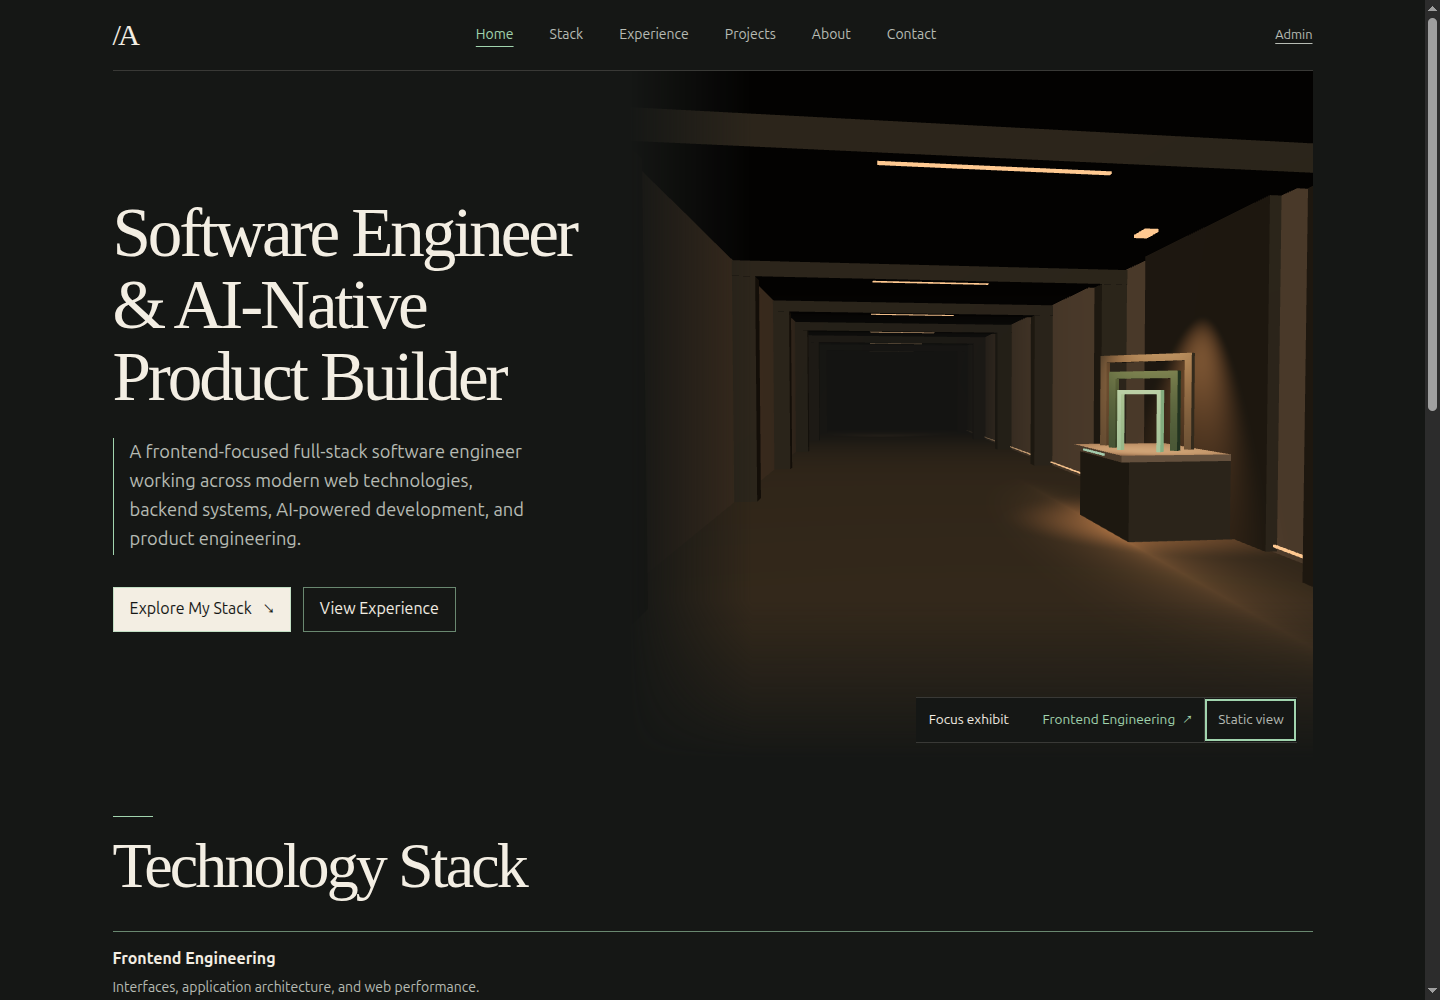 /A
Home
Stack
Experience
Projects
About
Contact
Admin
Software Engineer
& AI-Native
Product Builder
A frontend-focused full-stack software engineer
working across modern web technologies,
backend systems, AI-powered development, and
product engineering.
Explore My Stack ↘
View Experience
Focus exhibit
Frontend Engineering ↗
Static view
Technology Stack
Frontend Engineering
Interfaces, application architecture, and web performance.